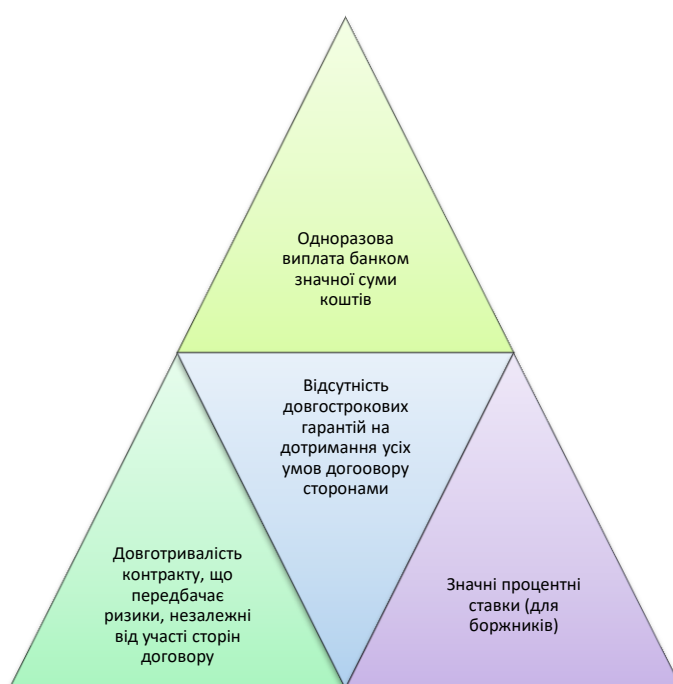 Одноразова
виплата банком
значної суми
коштів
Відсутність
довгострокових
гарантій на
дотримання усіх
умов догоовору
сторонами
Довготривалість
контракту, що
передбачає
ризики, незалежні
від участі сторін
договору
Значні процентні
ставки (для
боржників)